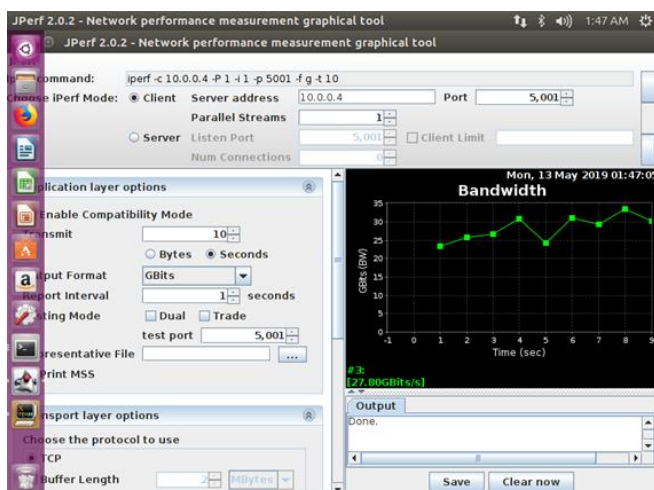 JPerf 2.0.2 - Network performance measurement graphical tool
1:47 AM
JPerf 2.0.2 - Network performance measurement graphical tool
command: iperf -c 10.0.0.4 -P 1 -i 1 -p 5001 -f g -t 10
iPerf Mode: Client Server address 10.0.0.4 Port 5,001
Parallel Streams 1
Server Listen Port 5,001 Client Limit
Num Connections 0
plication layer options
Enable Compatibility Mode
Transmit 10
Bytes Seconds
tput Format GBits
Report Interval 1 seconds
sting Mode Dual Trade
test port 5,001
presentative File ...
Print MSS
nsport layer options
Choose the protocol to use
TCP
Buffer Length 2 MBytes
Mon, 13 May 2019 01:47:05
Bandwidth
GBits (BW)
35
30
25
20
15
10
5
0
-1 0 1 2 3 4 5 6 7 8 9
Time (sec)
#3:
[27.80GBits/s]
Output
Done.
Save Clear now